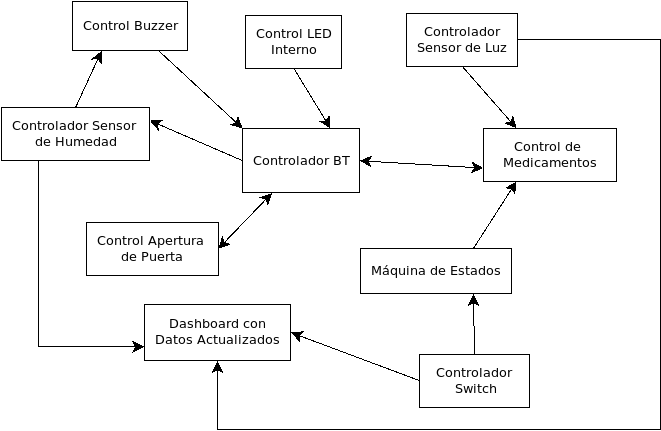 Control Buzzer
Control LED
Interno
Controlador
Sensor de Luz
Controlador Sensor
de Humedad
Controlador BT
Control de
Medicamentos
Control Apertura
de Puerta
Máquina de Estados
Dashboard con
Datos Actualizados
Controlador
Switch